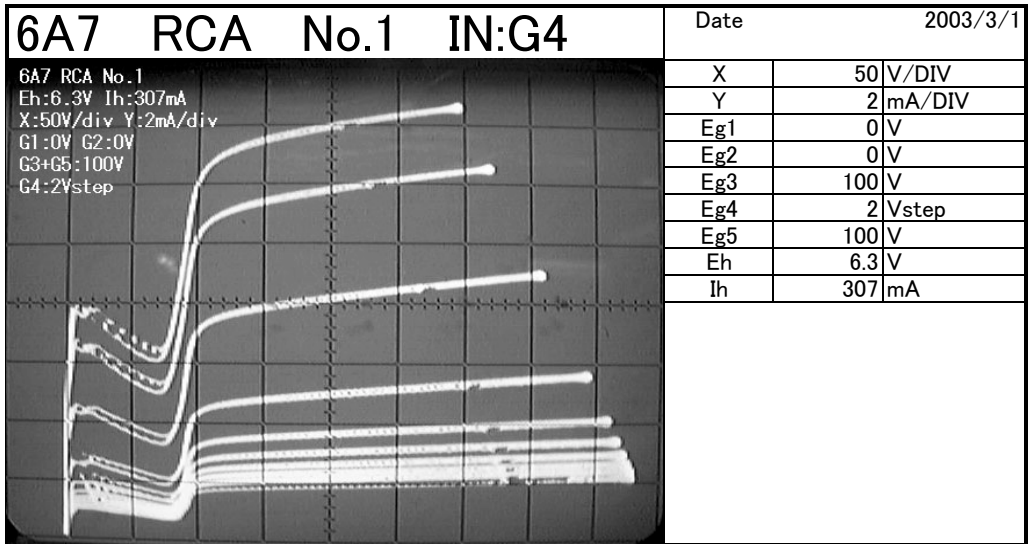 6A7 RCA No.1 IN:G4
Date 2003/3/1
6A7 RCA No.1
Eh:6.3V Ih:307mA
X:50V/div Y:2mA/div
G1:0V G2:0V
G3+G5:100V
G4:2Vstep
X 50 V/DIV
Y 2 mA/DIV
Eg1 0 V
Eg2 0 V
Eg3 100 V
Eg4 2 Vstep
Eg5 100 V
Eh 6.3 V
Ih 307 mA